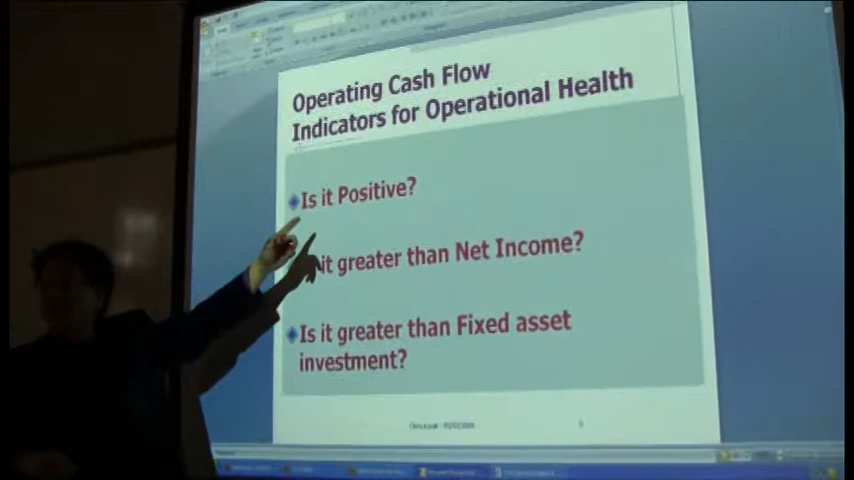 Operating Cash Flow
Indicators for Operational Health
Is it Positive?
it greater than Net Income?
Is it greater than Fixed asset
investment?